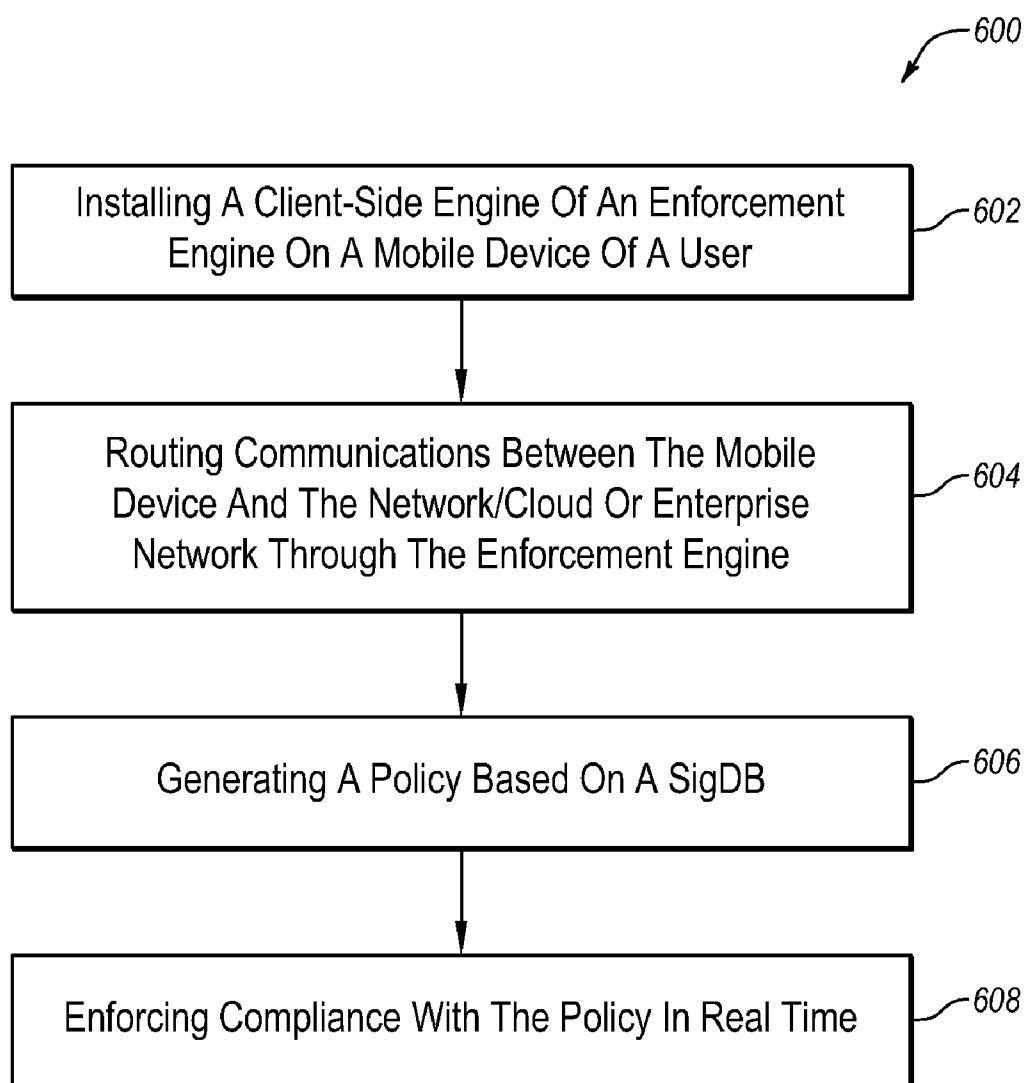 600
Installing A Client-Side Engine Of An Enforcement
Engine On A Mobile Device Of A User
602
Routing Communications Between The Mobile
Device And The Network/Cloud Or Enterprise
Network Through The Enforcement Engine
604
Generating A Policy Based On A SigDB
606
Enforcing Compliance With The Policy In Real Time
608